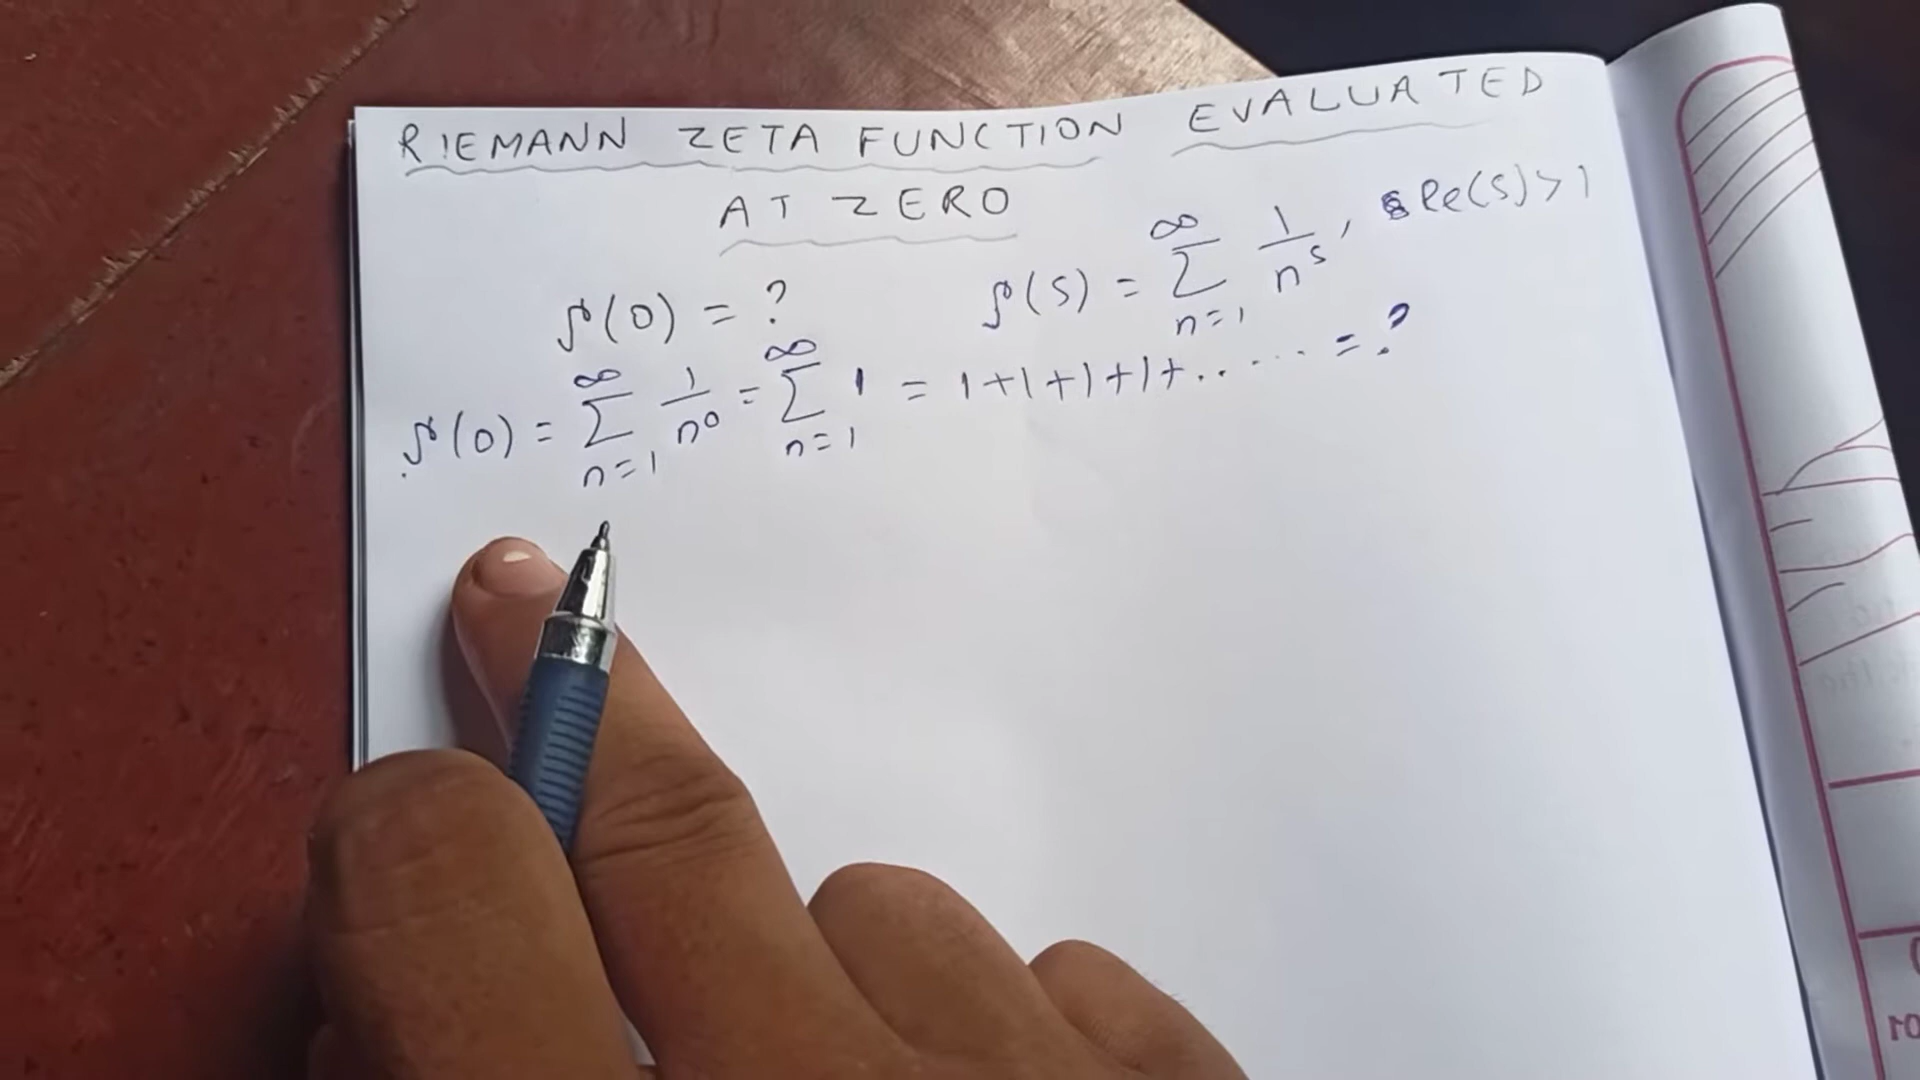 RIEMANN ZETA FUNCTION EVALUATED
AT ZERO
ζ(0) = ?
ζ(s) = ∑_{n=1}^{∞} 1/n^s, Re(s)>1
ζ(0) = ∑_{n=1}^{∞} 1/n^0 = ∑_{n=1}^{∞} 1 = 1+1+1+1+........ = ?